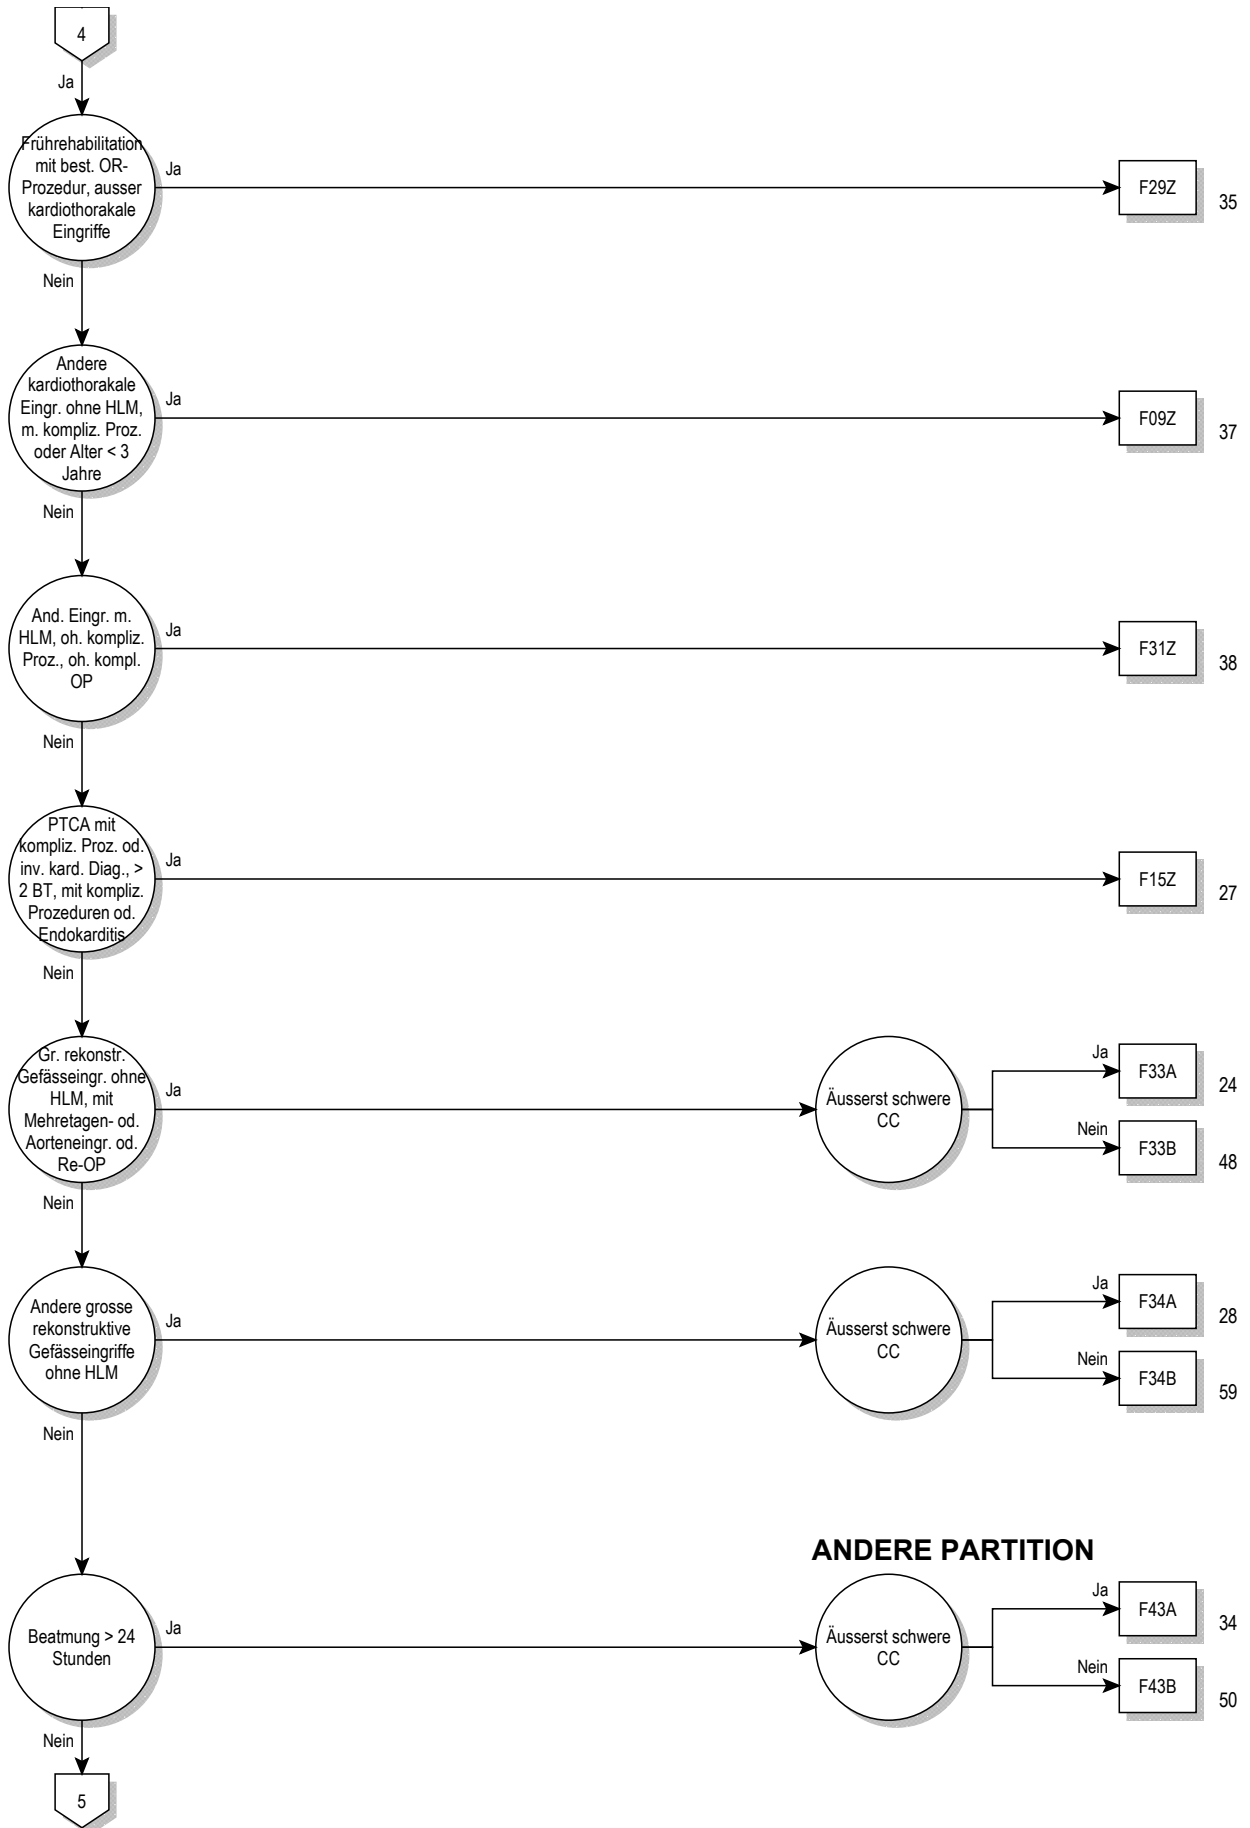 4
Ja
Frührehabilitation
mit best. OR-
Prozedur, ausser
kardiothorakale
Eingriffe
Ja
F29Z
35
Nein
Andere
kardiothorakale
Eingr. ohne HLM,
m. kompliz. Proz.
oder Alter < 3
Jahre
Ja
F09Z
37
Nein
And. Eingr. m.
HLM, oh. kompliz.
Proz., oh. kompl.
OP
Ja
F31Z
38
Nein
PTCA mit
kompliz. Proz. od.
inv. kard. Diag., >
2 BT, mit kompliz.
Prozeduren od.
Endokarditis
Ja
F15Z
27
Nein
Gr. rekonstr.
Gefässeingr. ohne
HLM, mit
Mehretagen- od.
Aorteneingr. od.
Re-OP
Ja
Äusserst schwere
CC
Ja
F33A
24
Nein
F33B
48
Nein
Andere grosse
rekonstruktive
Gefässeingriffe
ohne HLM
Ja
Äusserst schwere
CC
Ja
F34A
28
Nein
F34B
59
Nein
ANDERE PARTITION
Beatmung > 24
Stunden
Ja
Äusserst schwere
CC
Ja
F43A
34
Nein
F43B
50
Nein
5